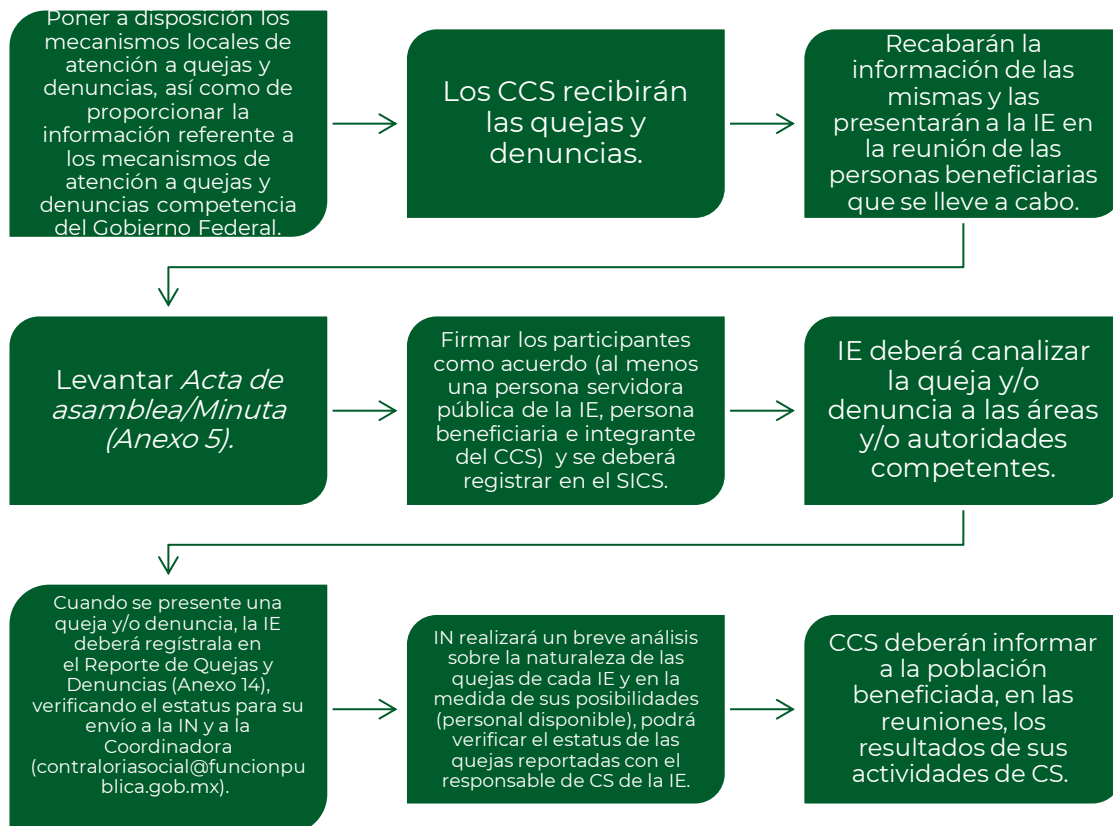 Poner a disposición los
mecanismos locales de
atención a quejas y
denuncias, así como de
proporcionar la
información referente a
los mecanismos de
atención a quejas y
denuncias competencia
del Gobierno Federal.
Los CCS recibirán
las quejas y
denuncias.
Recabarán la
información de las
mismas y las
presentarán a la IE en
la reunión de las
personas beneficiarias
que se lleve a cabo.
Levantar Acta de
asamblea/Minuta
(Anexo 5).
Firmar los participantes
como acuerdo (al menos
una persona servidora
pública de la IE, persona
beneficiaria e integrante
del CCS) y se deberá
registrar en el SICS.
IE deberá canalizar
la queja y/o
denuncia a las áreas
y/o autoridades
competentes.
Cuando se presente una
queja y/o denuncia, la IE
deberá regístrala en
el Reporte de Quejas y
Denuncias (Anexo 14),
verificando el estatus para su
envío a la IN y a la
Coordinadora
(contraloriasocial@funcionpu
blica.gob.mx).
IN realizará un breve análisis
sobre la naturaleza de las
quejas de cada IE y en la
medida de sus posibilidades
(personal disponible), podrá
verificar el estatus de las
quejas reportadas con el
responsable de CS de la IE.
CCS deberán informar
a la población
beneficiada, en las
reuniones, los
resultados de sus
actividades de CS.